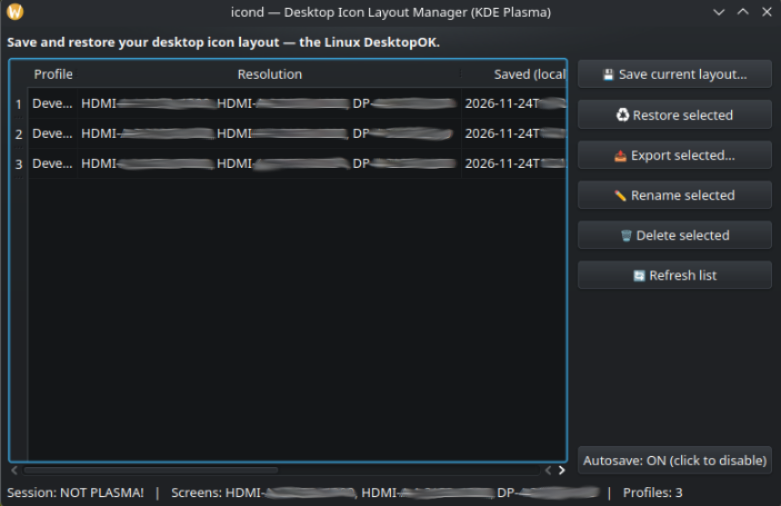 icond — Desktop Icon Layout Manager (KDE Plasma)
Save and restore your desktop icon layout — the Linux DesktopOK.
Profile Resolution Saved (local
1 Deve... HDMI- HDMI- DP- 2026-11-24T
2 Deve... HDMI- HDMI- DP- 2026-11-24T
3 Deve... HDMI- HDMI- DP- 2026-11-24T
Save current layout...
Restore selected
Export selected...
Rename selected
Delete selected
Refresh list
Autosave: ON (click to disable)
Session: NOT PLASMA! | Screens: HDMI- , HDMI- DP- | Profiles: 3